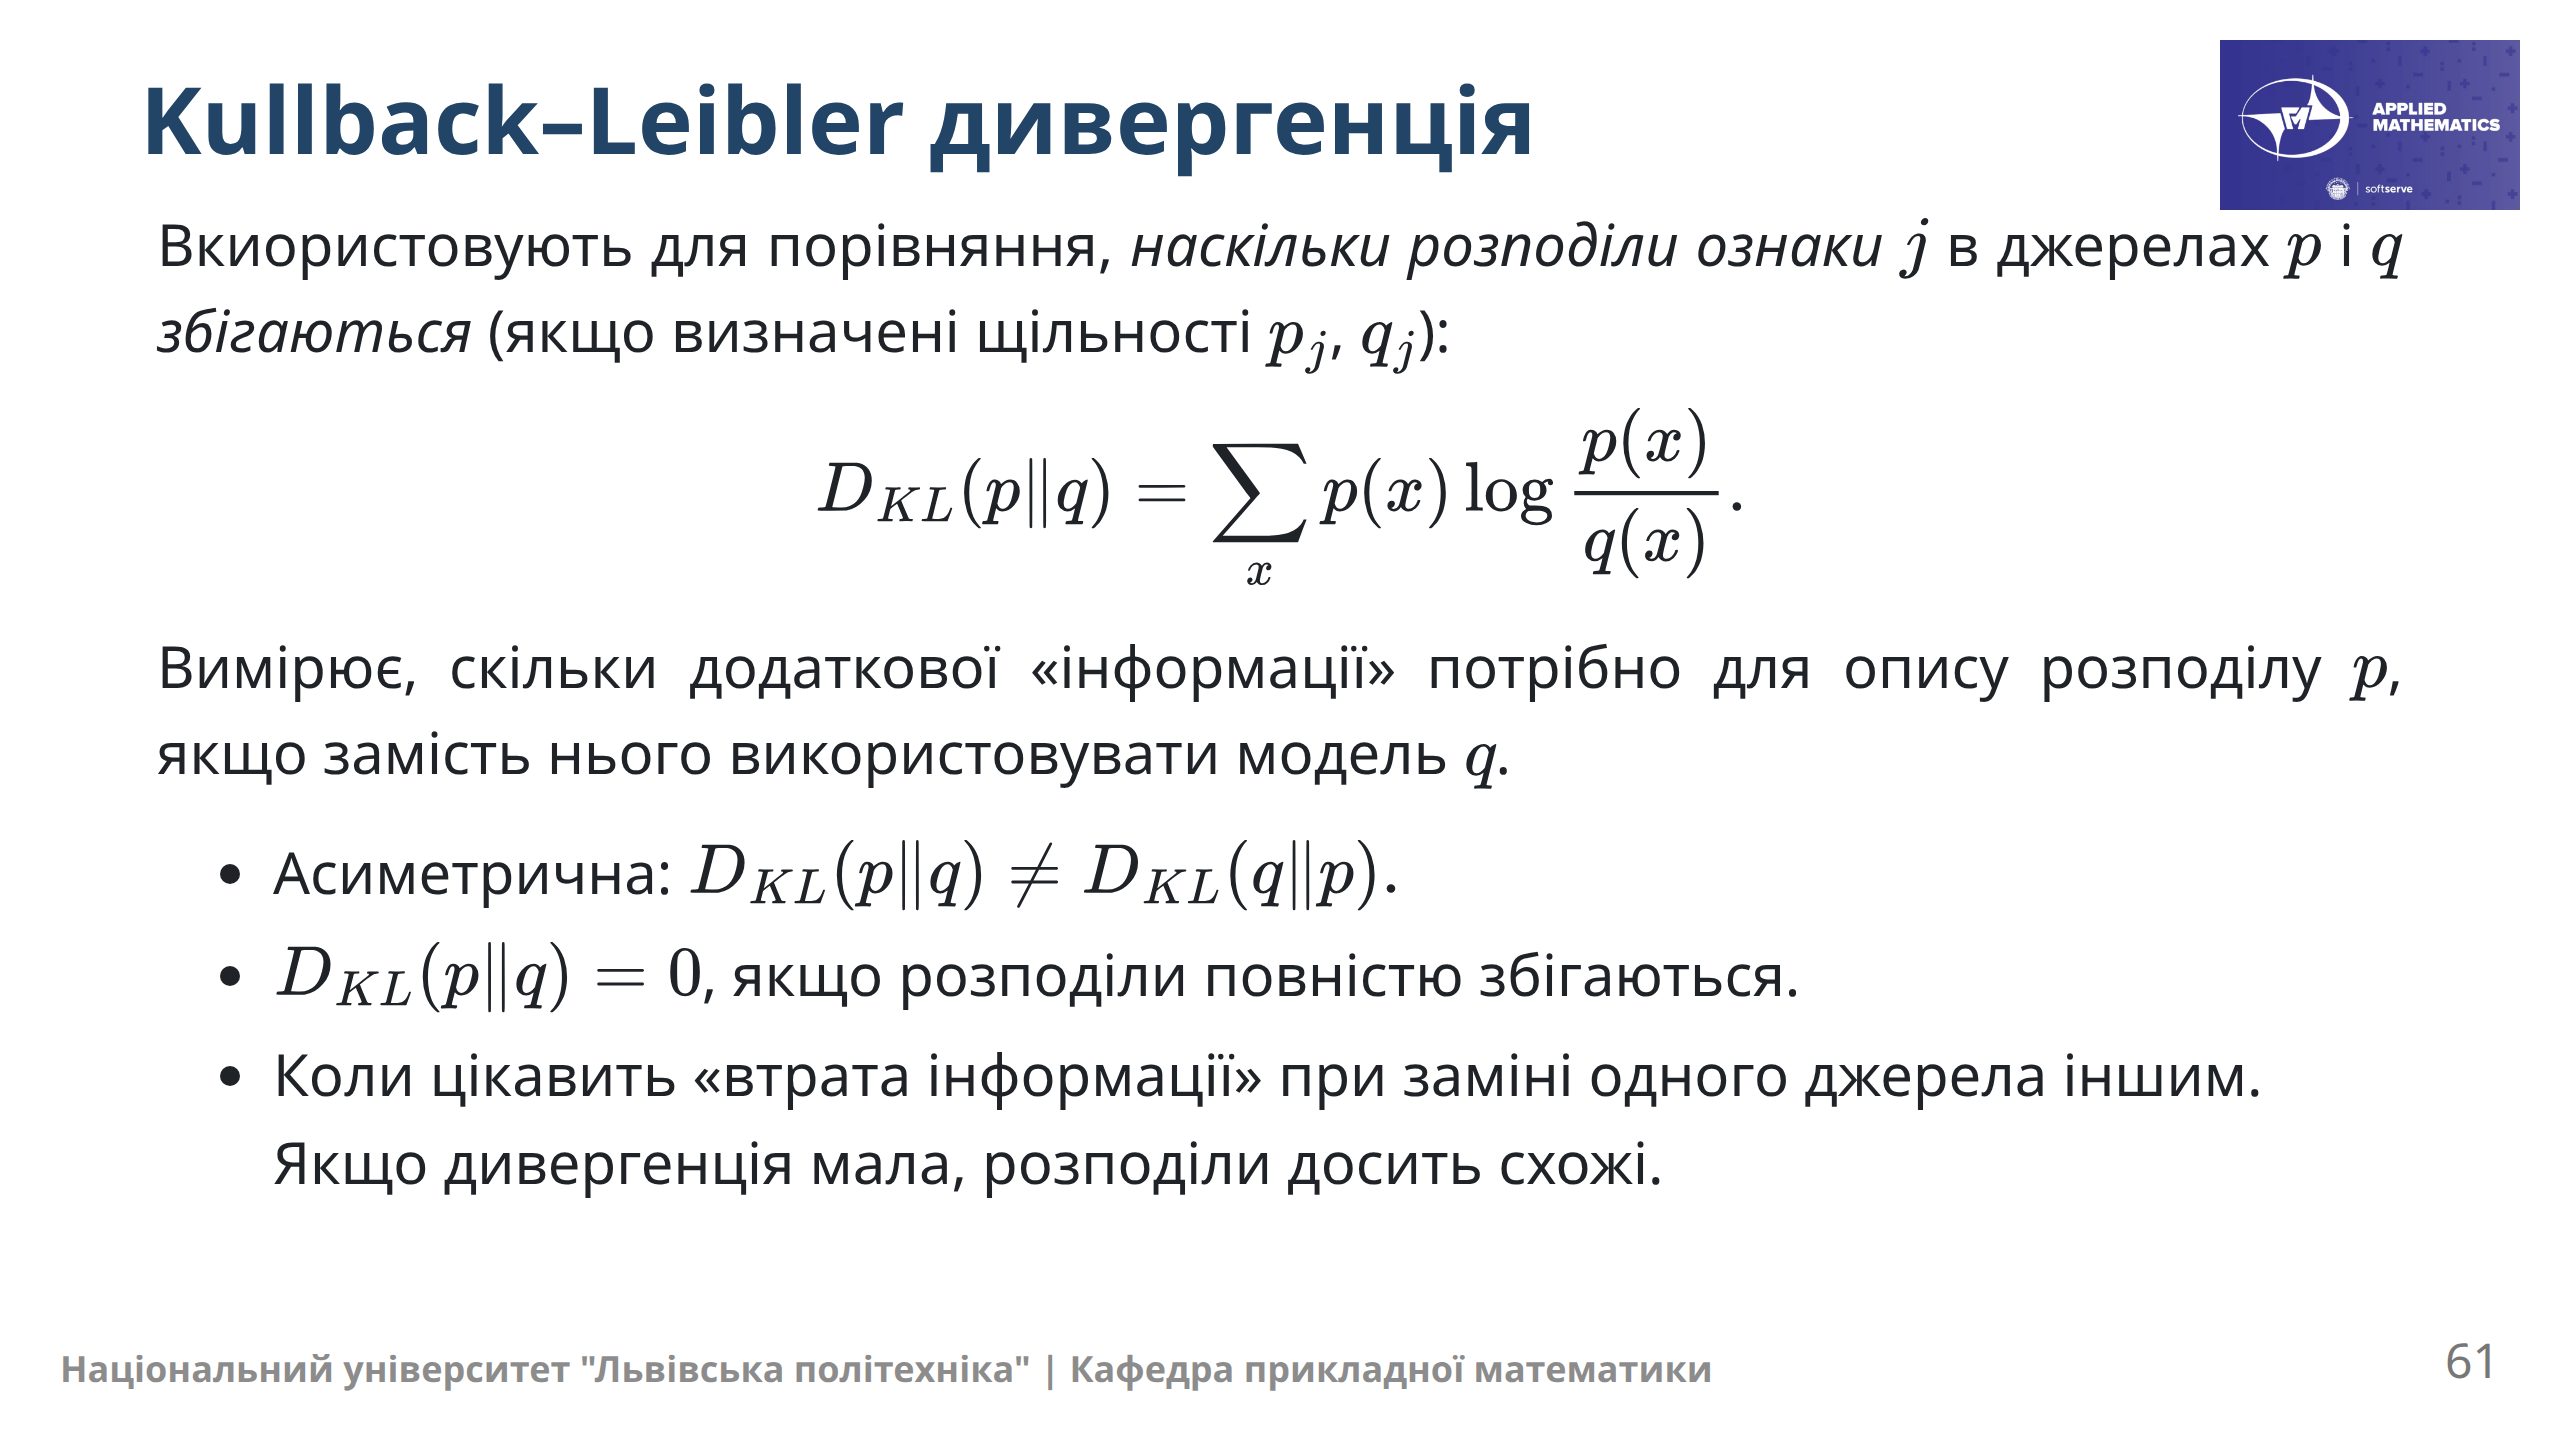 Kullback–Leibler дивергенція
APPLIED
MATHEMATICS
softserve
Вкиористовують для порівняння, наскільки розподіли ознаки j в джерелах p і q
збігаються (якщо визначені щільності p_j, q_j):
D_{KL}(p‖q) = ∑_x p(x) log \frac{p(x)}{q(x)}.
Вимірює, скільки додаткової «інформації» потрібно для опису розподілу p,
якщо замість нього використовувати модель q.
• Асиметрична: D_{KL}(p‖q) ≠ D_{KL}(q‖p).
• D_{KL}(p‖q) = 0, якщо розподіли повністю збігаються.
• Коли цікавить «втрата інформації» при заміні одного джерела іншим.
Якщо дивергенція мала, розподіли досить схожі.
Національний університет "Львівська політехніка" | Кафедра прикладної математики
61